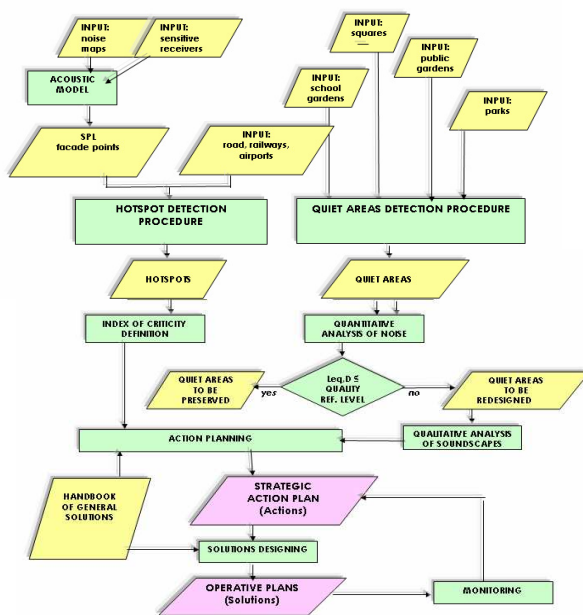 INPUT:
noise
maps
INPUT:
sensitive
receivers
INPUT:
squares
INPUT:
public
gardens
INPUT:
school
gardens
INPUT:
parks
ACOUSTIC
MODEL
SPL
facade points
INPUT:
road, railways,
airports
HOTSPOT DETECTION
PROCEDURE
QUIET AREAS DETECTION PROCEDURE
HOTSPOTS
QUIET AREAS
INDEX OF CRITICITY
DEFINITION
QUANTITATIVE
ANALYSIS OF NOISE
Leq,D ≤
QUALITY
REF. LEVEL
yes
no
QUIET AREAS
TO BE
PRESERVED
QUIET AREAS
TO BE
REDESIGNED
ACTION PLANNING
QUALITATIVE ANALYSIS
OF SOUNDSCAPES
HANDBOOK
OF GENERAL
SOLUTIONS
STRATEGIC
ACTION PLAN
(Actions)
SOLUTIONS DESIGNING
OPERATIVE PLANS
(Solutions)
MONITORING